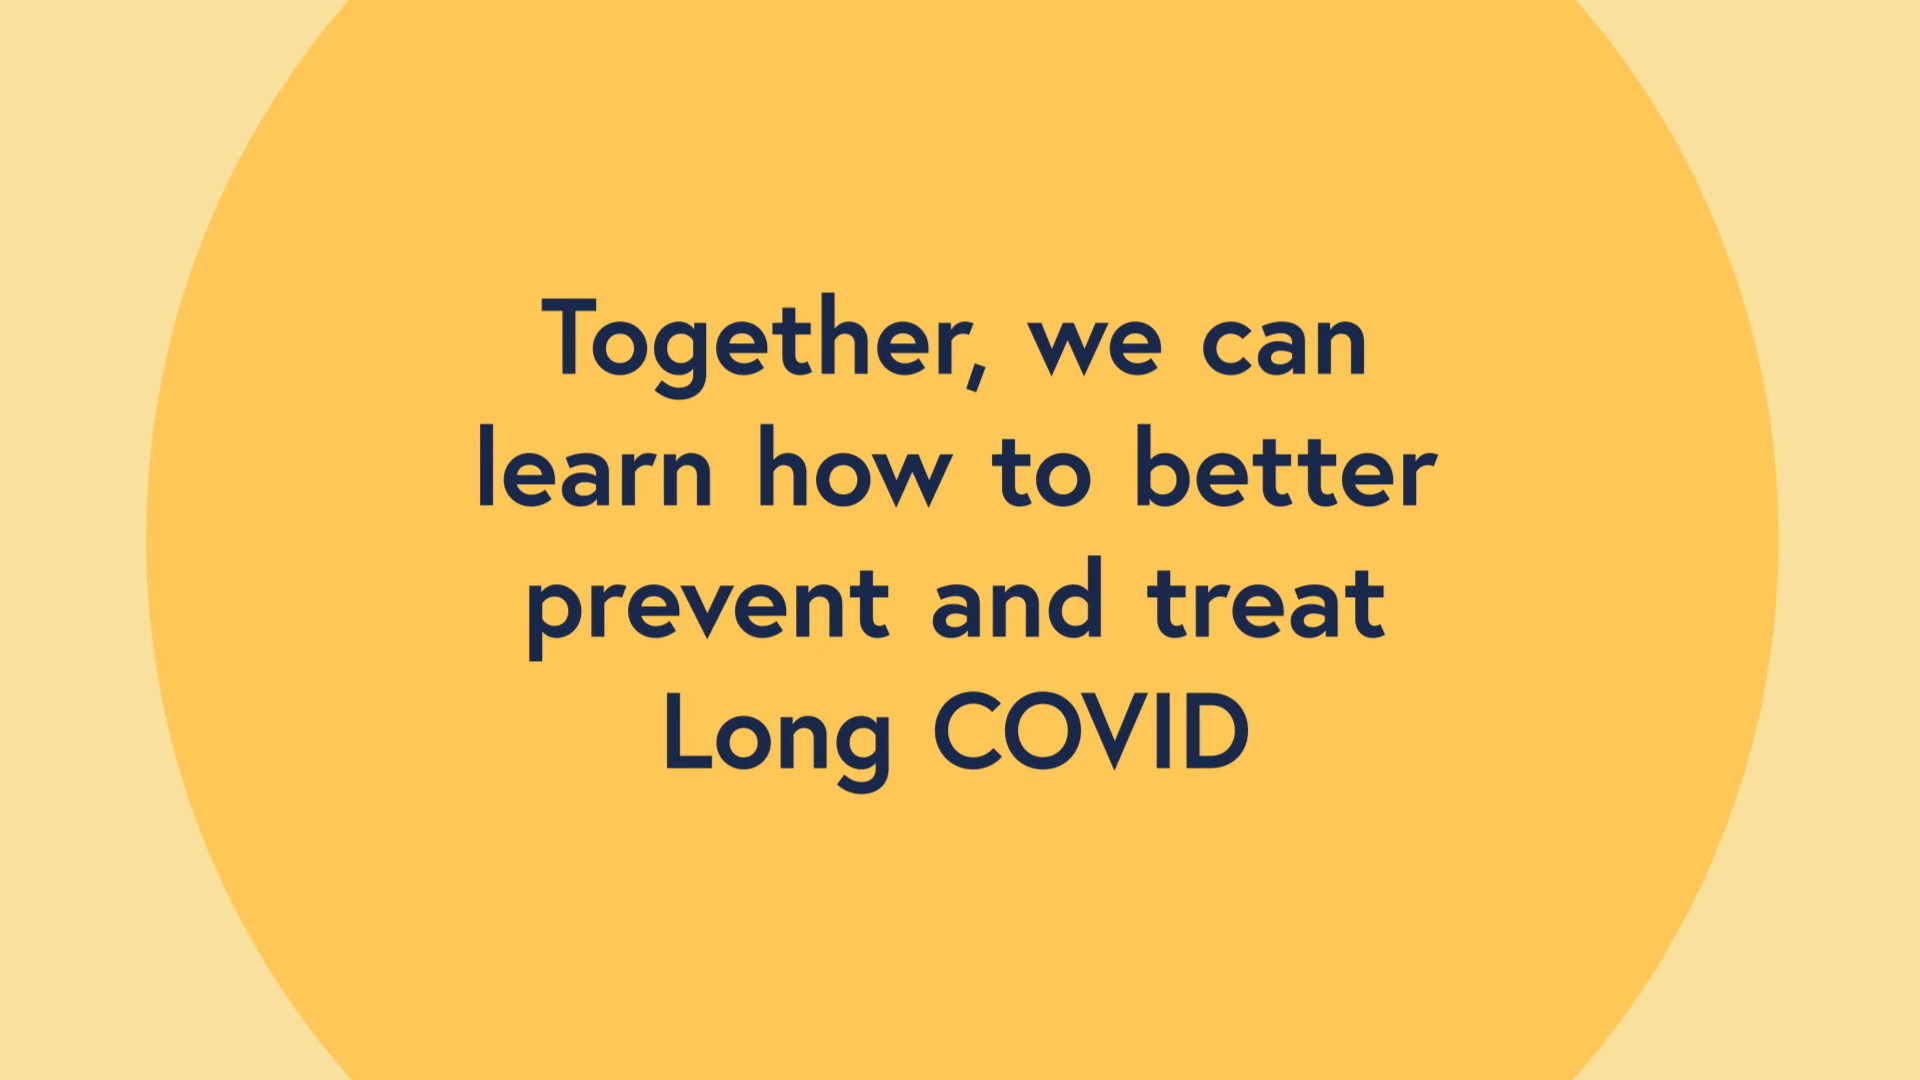 Together, we can
learn how to better
prevent and treat
Long COVID